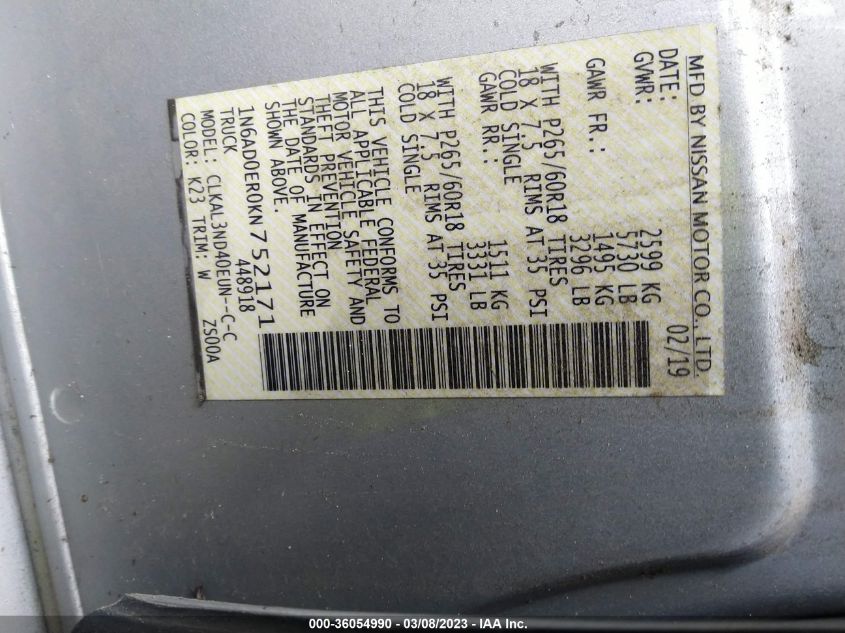 MFD BY NISSAN MOTOR CO., LTD.
DATE: 02/19
GVWR: 2599 KG
5730 LB
GAWR FR.: 1495 KG
3296 LB
WITH P265/60R18 TIRES
18 X 7.5 RIMS AT 35 PSI
COLD SINGLE
GAWR RR.: 1511 KG
3331 LB
WITH P265/60R18 TIRES
18 X 7.5 RIMS AT 35 PSI
COLD SINGLE
THIS VEHICLE CONFORMS TO
ALL APPLICABLE FEDERAL
MOTOR VEHICLE SAFETY AND
THEFT PREVENTION
STANDARDS IN EFFECT ON
THE DATE OF MANUFACTURE
SHOWN ABOVE.
1N6AD0ER0KN752171
TRUCK 448918
MODEL: CLKAL3ND40EUN--C-C
COLOR: K23 TRIM: W ZS00A
000-36054990 - 03/08/2023 - IAA Inc.